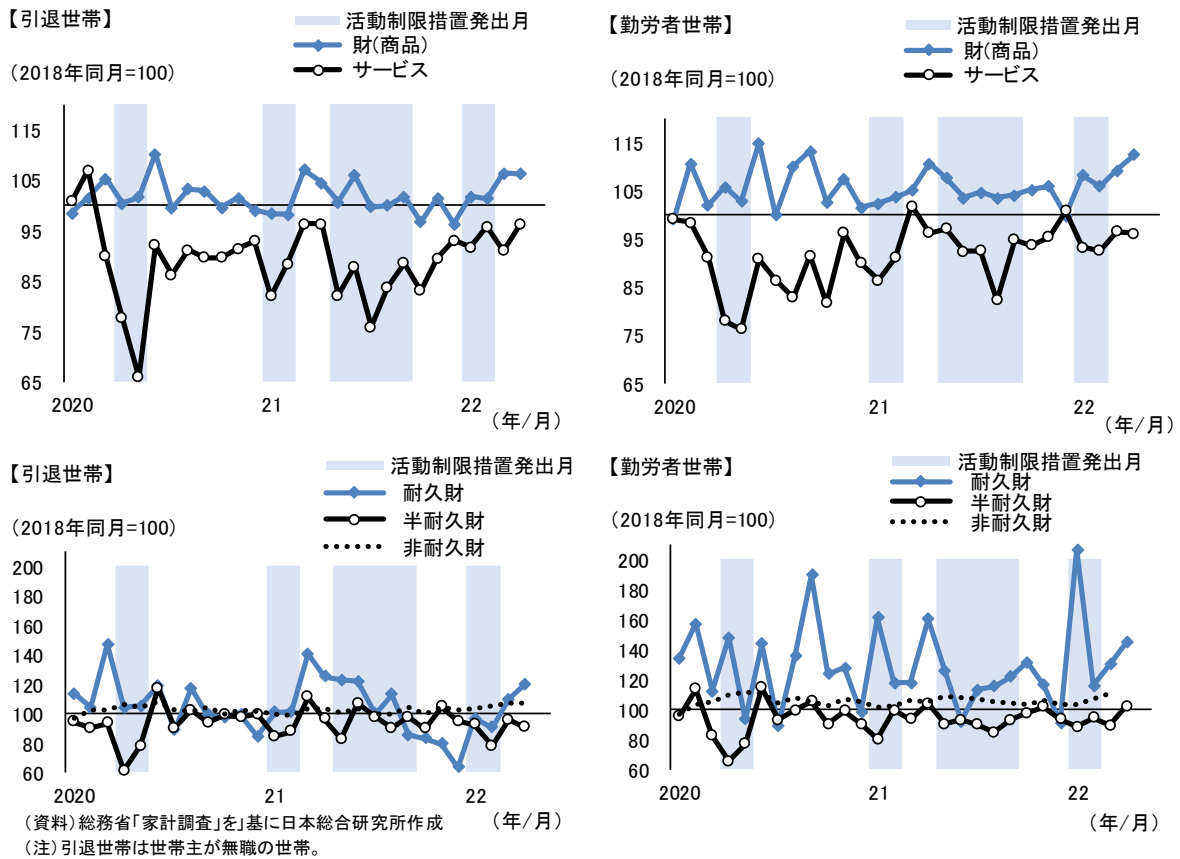 【引退世帯】
活動制限措置発出月
財(商品)
サービス
(2018年同月=100)
115
105
95
85
75
65
2020
21
22
(年/月)
【勤労者世帯】
活動制限措置発出月
財(商品)
サービス
(2018年同月=100)
115
105
95
85
75
65
2020
21
22
(年/月)
【引退世帯】
活動制限措置発出月
耐久財
半耐久財
非耐久財
(2018年同月=100)
200
180
160
140
120
100
80
60
2020
21
22
(年/月)
【勤労者世帯】
活動制限措置発出月
耐久財
半耐久財
非耐久財
(2018年同月=100)
200
180
160
140
120
100
80
60
2020
21
22
(年/月)
(資料)総務省「家計調査」を」基に日本総合研究所作成
(注)引退世帯は世帯主が無職の世帯。